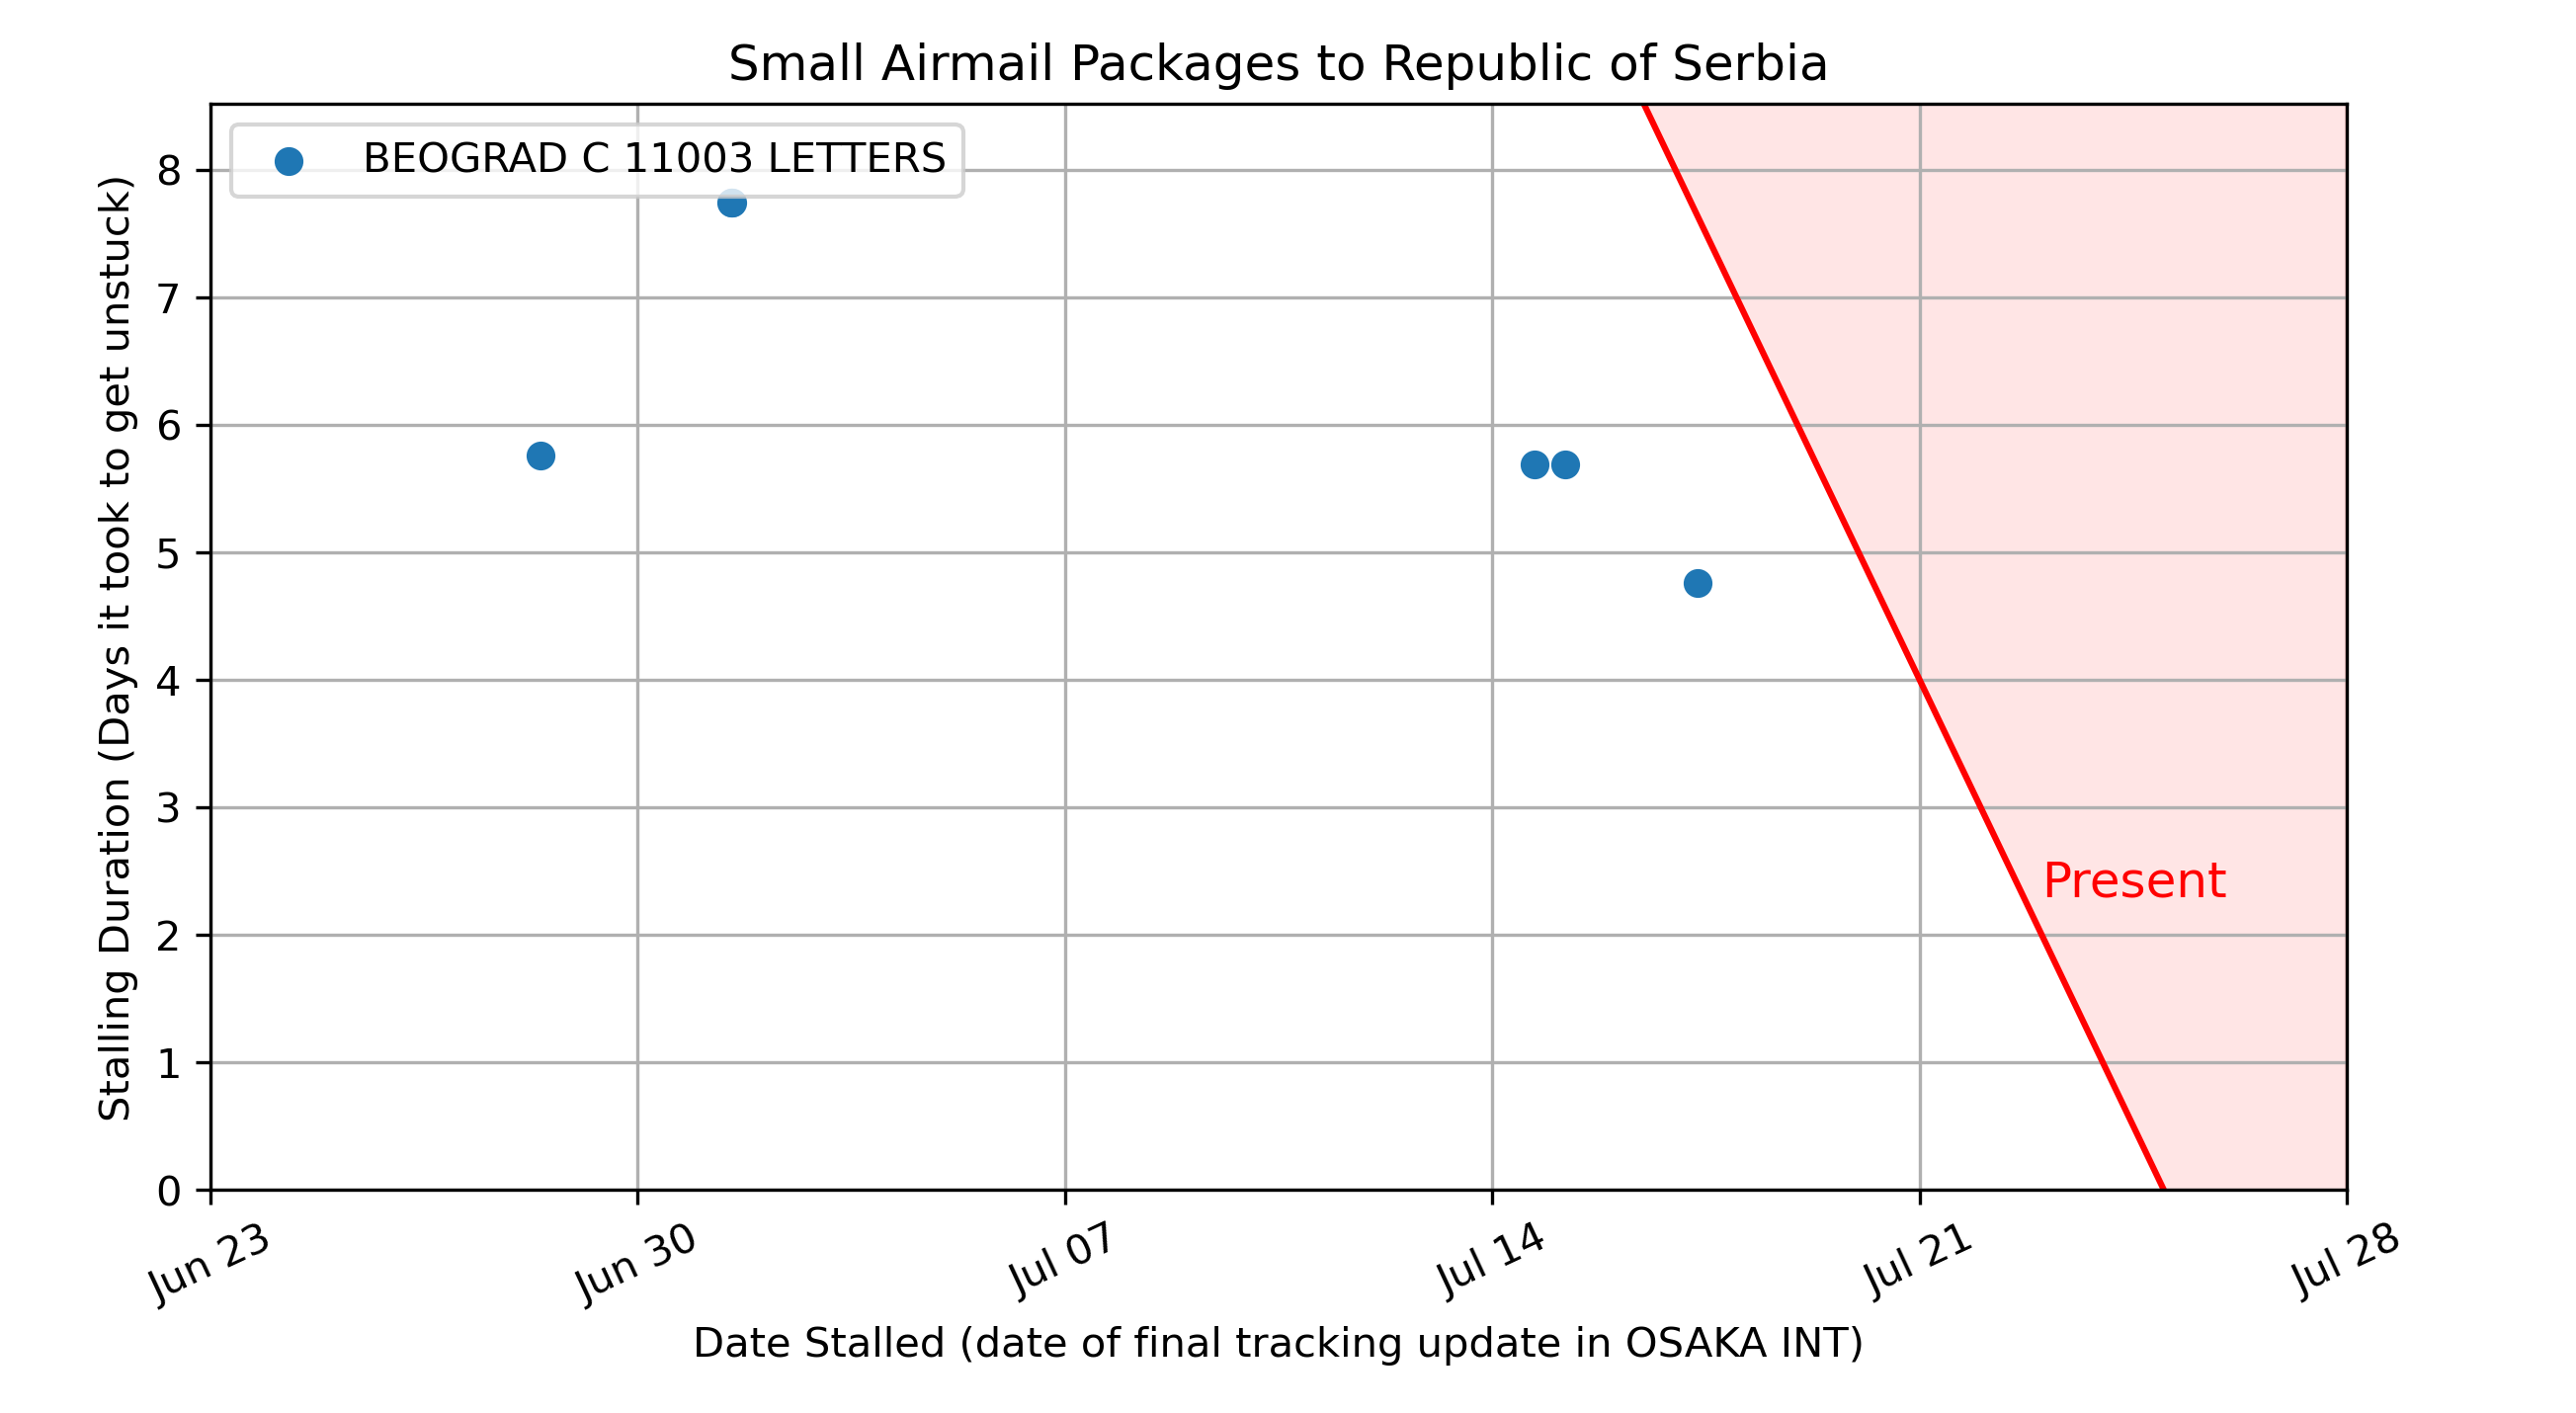 Small Airmail Packages to Republic of Serbia
BEOGRAD C 11003 LETTERS
Stalling Duration (Days it took to get unstuck)
8
7
6
5
4
3
2
1
0
Present
Jun 23
Jun 30
Jul 07
Jul 14
Jul 21
Jul 28
Date Stalled (date of final tracking update in OSAKA INT)